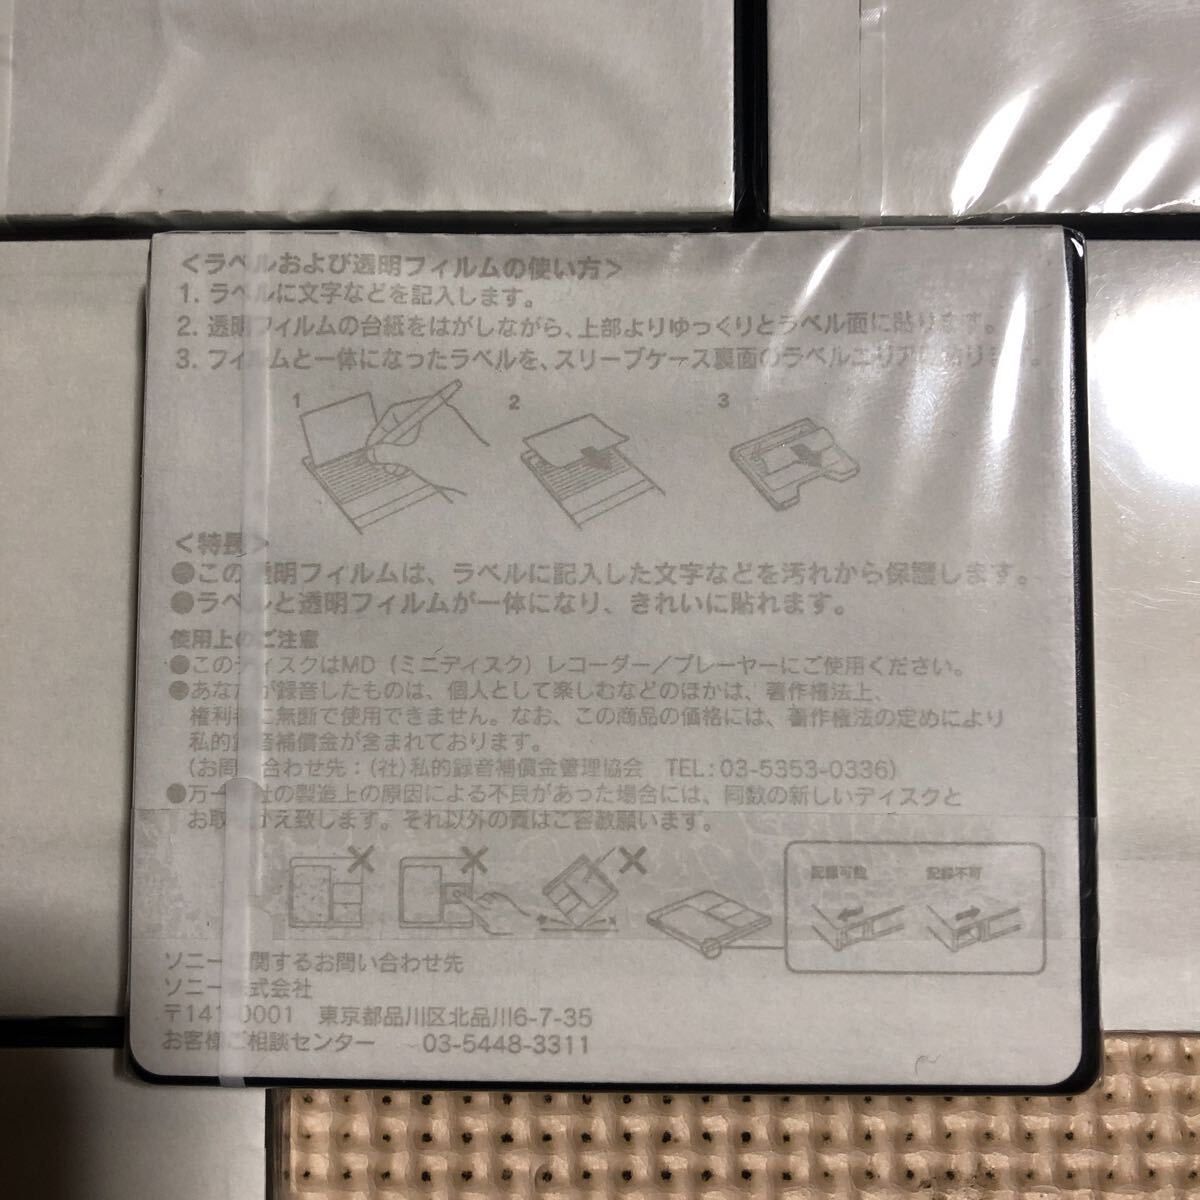 <ラベルおよび透明フィルムの使い方>
1. ラベルに文字などを記入します。
2. 透明フィルムの台紙をはがしながら、上部よりゆっくりとラベル面に貼ります。
3. フィルムと一体になったラベルを、スリーブケース裏面のラベルエリアに貼ります。
1 2 3
<特長>
●この透明フィルムは、ラベルに記入した文字などを汚れから保護します。
●ラベルと透明フィルムが一体になり、きれいに貼れます。
使用上のご注意
●このディスクはMD(ミニディスク)レコーダー/プレーヤーにご使用ください。
●あなたが録音したものは、個人として楽しむなどのほかは、著作権法上、
権利者に無断で使用できません。なお、この商品の価格には、著作権法の定めにより
私的録音補償金が含まれております。
(お問い合わせ先:(社)私的録音補償金管理協会 TEL:03-5353-0336)
●万一、社の製造上の原因による不良があった場合には、同数の新しいディスクと
お取りかえ致します。それ以外の責はご容赦願います。
記録可能 記録不可
ソニーに関するお問い合わせ先
ソニー株式会社
〒141-0001 東京都品川区北品川6-7-35
お客様ご相談センター 03-5448-3311